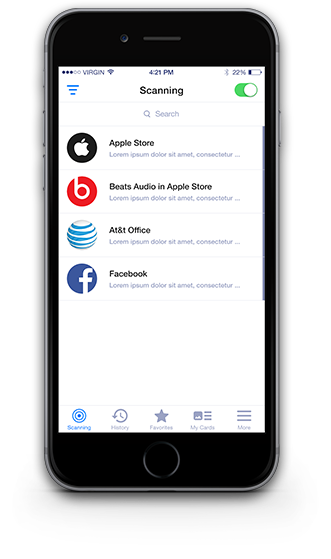 ●●●○○ VIRGIN 4:21 PM 22%
Scanning
Search
Apple Store
Lorem ipsum dolor sit amet, consectetur ...
Beats Audio in Apple Store
Lorem ipsum dolor sit amet, consectetur ...
At&t Office
Lorem ipsum dolor sit amet, consectetur ...
Facebook
Lorem ipsum dolor sit amet, consectetur ...
Scanning History Favorites My Cards More